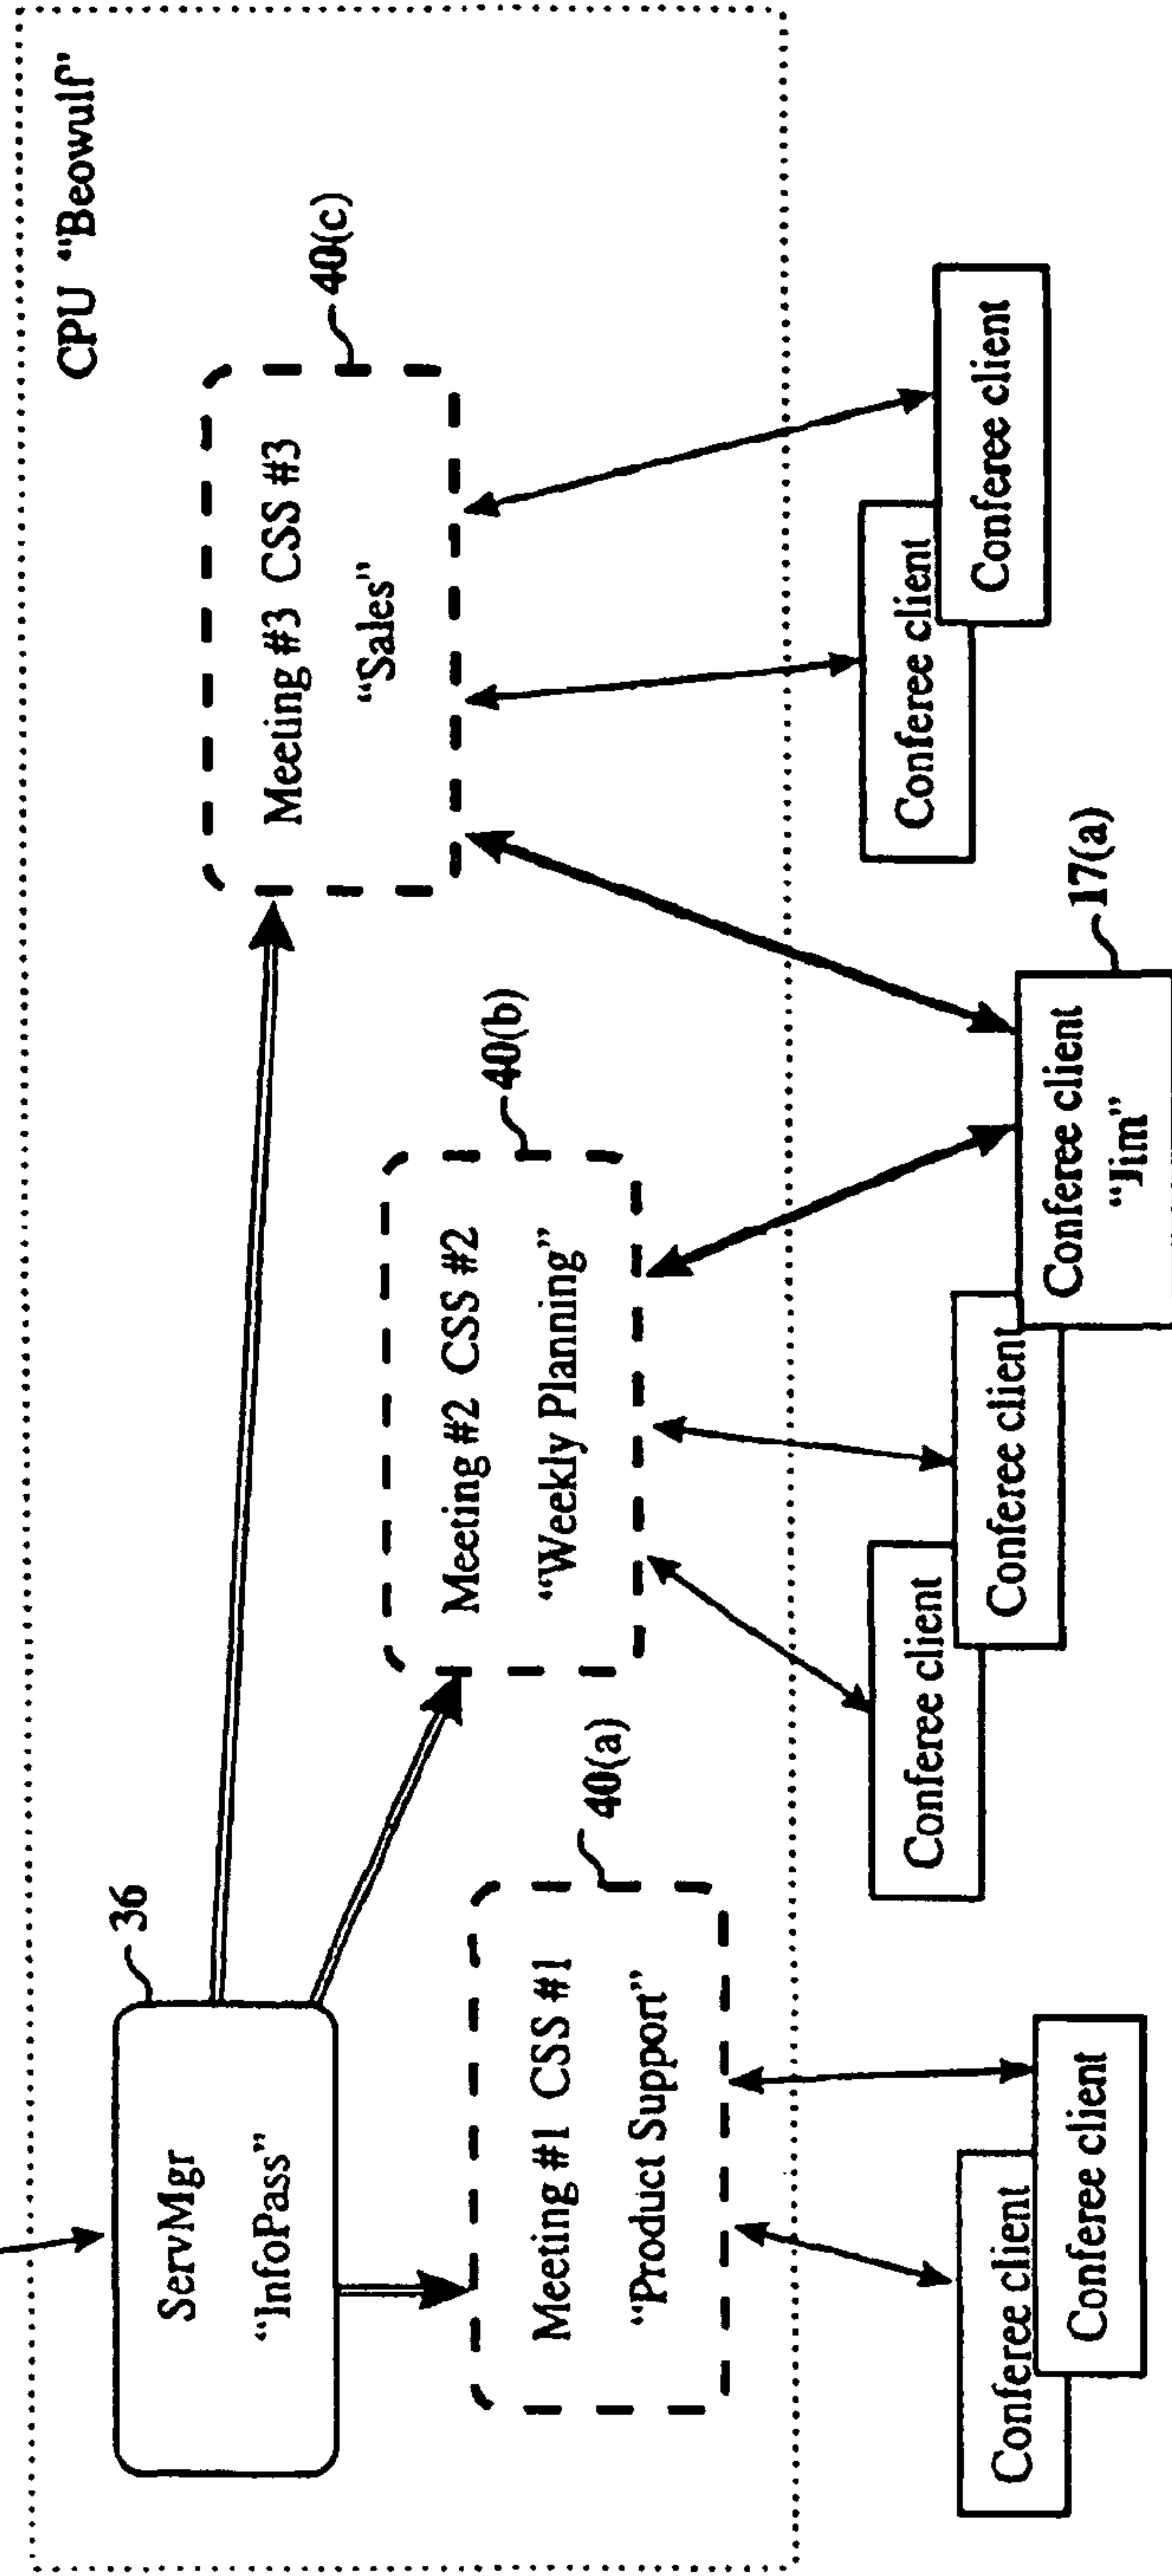 CPU "Beowulf"
36
ServMgr
“InfoPass”
40(c)
Meeting #3 CSS #3
“Sales”
40(b)
Meeting #2 CSS #2
“Weekly Planning”
40(a)
Meeting #1 CSS #1
“Product Support”
Conferee client
Conferee client
Conferee client
Conferee client
Conferee client
“Jim”
17(a)
Conferee client
Conferee client